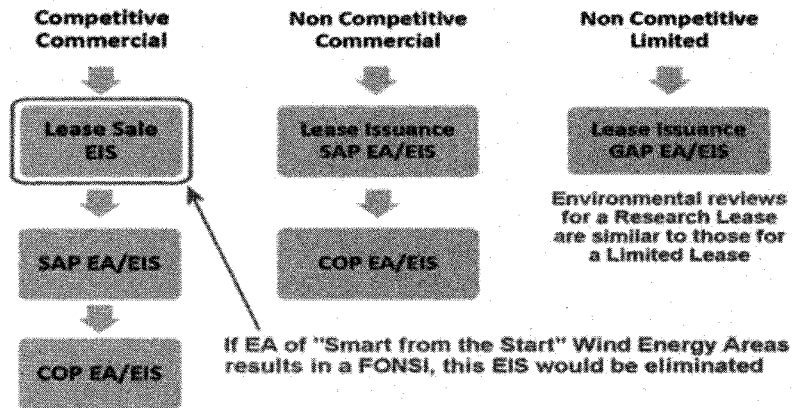 Competitive
Commercial
Lease Sale
EIS
SAP EA/EIS
COP EA/EIS
Non Competitive
Commercial
Lease Issuance
SAP EA/EIS
COP EA/EIS
Non Competitive
Limited
Lease Issuance
GAP EA/EIS
Environmental reviews
for a Research Lease
are similar to those for
a Limited Lease
If EA of "Smart from the Start" Wind Energy Areas
results in a FONSI, this EIS would be eliminated